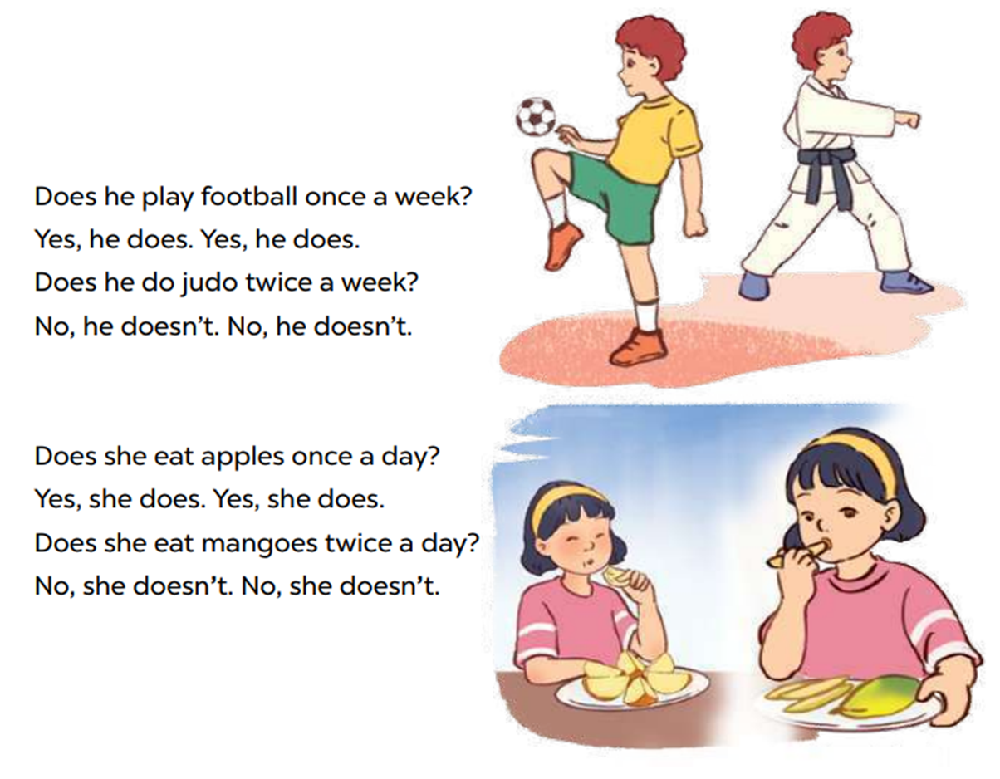 Does he play football once a week?
Yes, he does. Yes, he does.
Does he do judo twice a week?
No, he doesn’t. No, he doesn’t.
Does she eat apples once a day?
Yes, she does. Yes, she does.
Does she eat mangoes twice a day?
No, she doesn’t. No, she doesn’t.